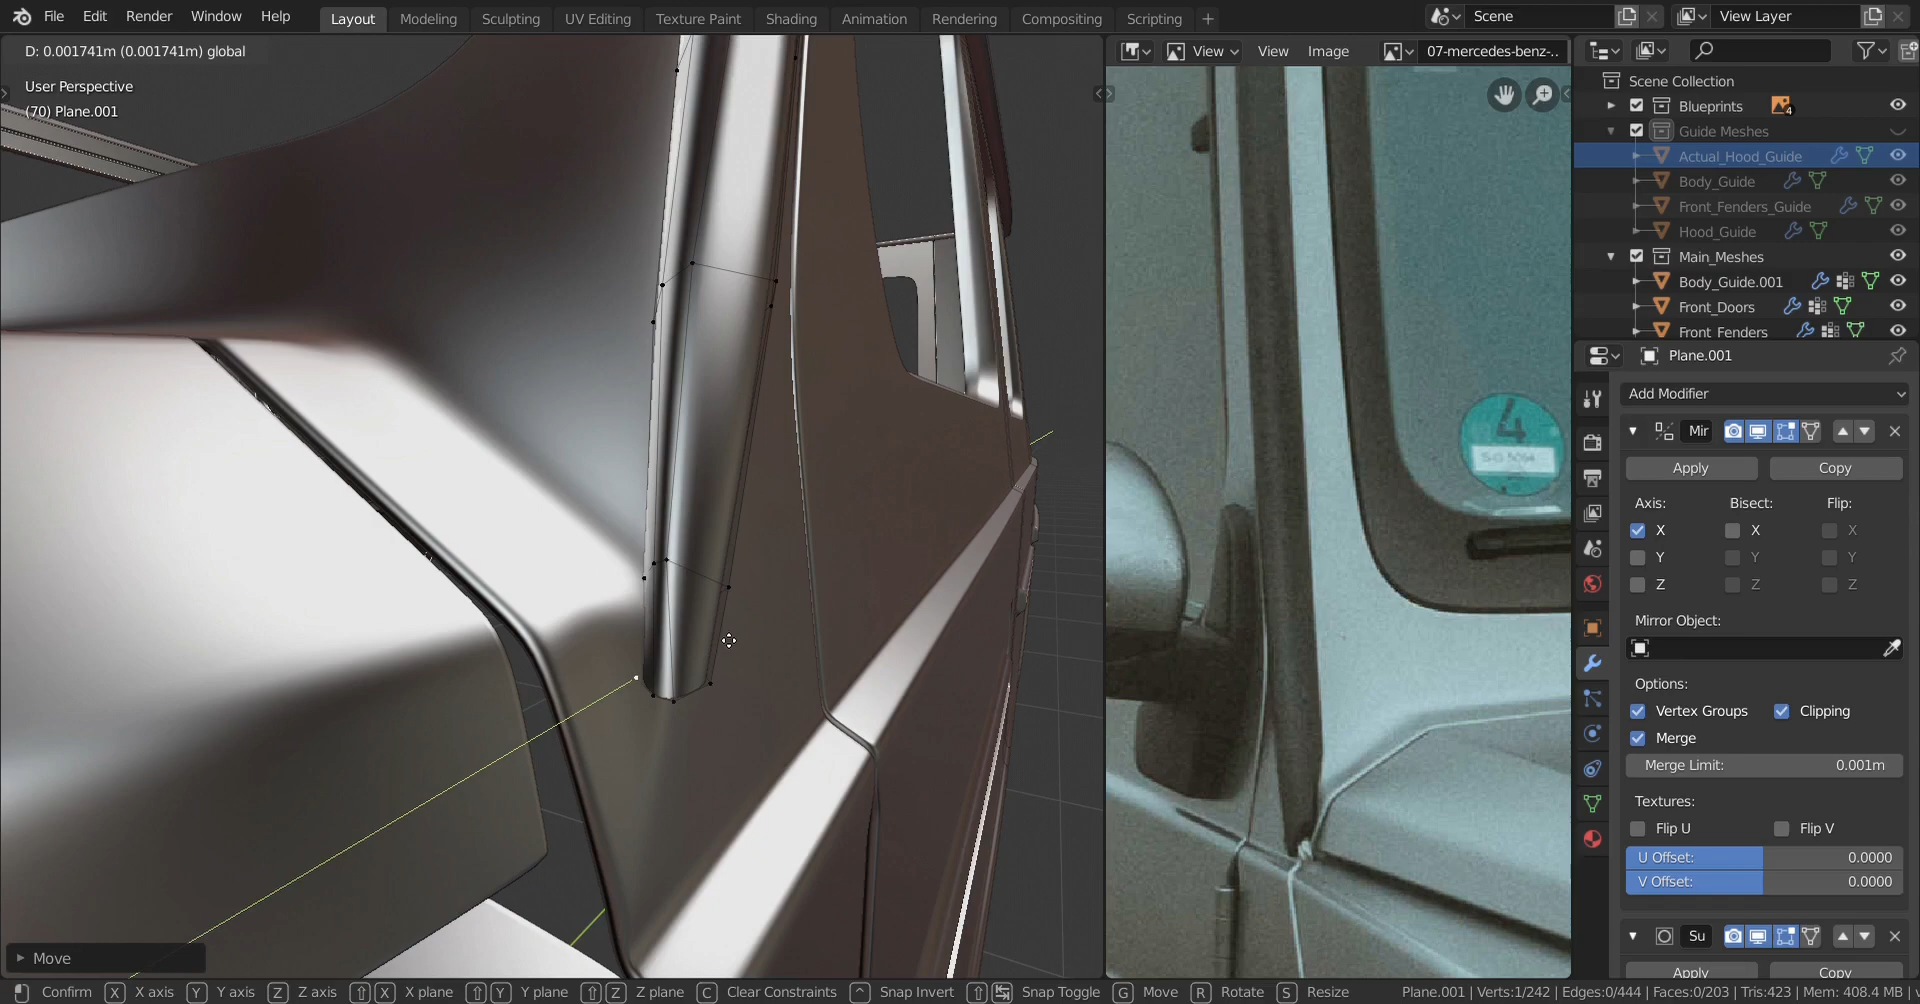 File Edit Render Window Help Layout Modeling Sculpting UV Editing Texture Paint Shading Animation Rendering Compositing Scripting + Scene View Layer
D: 0.001741m (0.001741m) global
User Perspective
(70) Plane.001
View View Image 07-mercedes-benz-..
4
Scene Collection
Blueprints 4
Guide Meshes
Actual_Hood_Guide
Body_Guide
Front_Fenders_Guide
Hood_Guide
Main_Meshes
Body_Guide.001
Front_Doors
Front Fenders
Plane.001
Add Modifier
Mir
Apply Copy
Axis: Bisect: Flip:
X X X
Y Y Y
Z Z Z
Mirror Object:
Options:
Vertex Groups Clipping
Merge
Merge Limit: 0.001m
Textures:
Flip U Flip V
U Offset: 0.0000
V Offset: 0.0000
Su
Apply Copy
Move
Confirm X X axis Y Y axis Z Z axis X X plane Y Y plane Z Z plane C Clear Constraints ^ Snap Invert Snap Toggle G Move R Rotate S Resize Plane.001 | Verts:1/242 | Edges:0/444 | Faces:0/203 | Tris:423 | Mem: 408.4 MB |